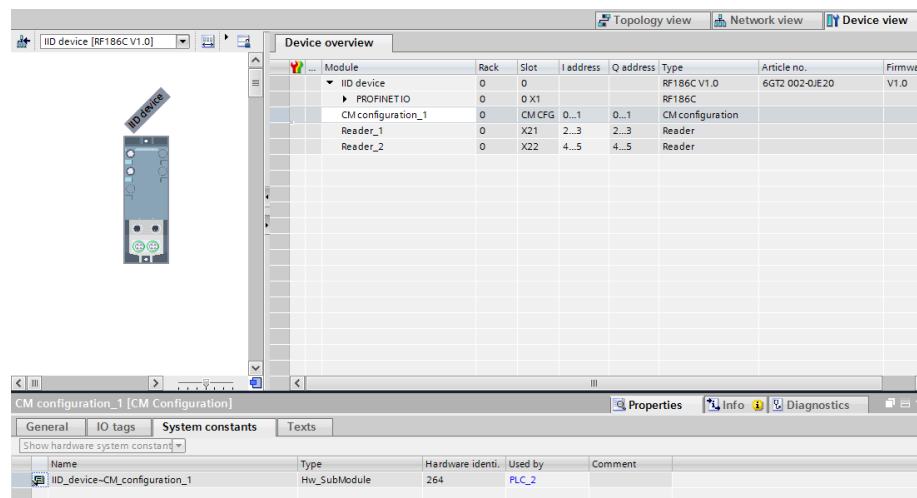 Topology view Network view Device view
IID device [RF186C V1.0] Device overview
... Module Rack Slot I address Q address Type Article no. Firmwa
IID device 0 0 RF186C V1.0 6GT2 002-0JE20 V1.0
PROFINET IO 0 0 X1 RF186C
CM configuration_1 0 CM CFG 0...1 0...1 CM configuration
Reader_1 0 X21 2...3 2...3 Reader
Reader_2 0 X22 4...5 4...5 Reader
IID device
CM configuration_1 [CM Configuration] Properties Info Diagnostics
General IO tags System constants Texts
Show hardware system constant
Name Type Hardware identi. Used by Comment
IID_device~CM_configuration_1 Hw_SubModule 264 PLC_2